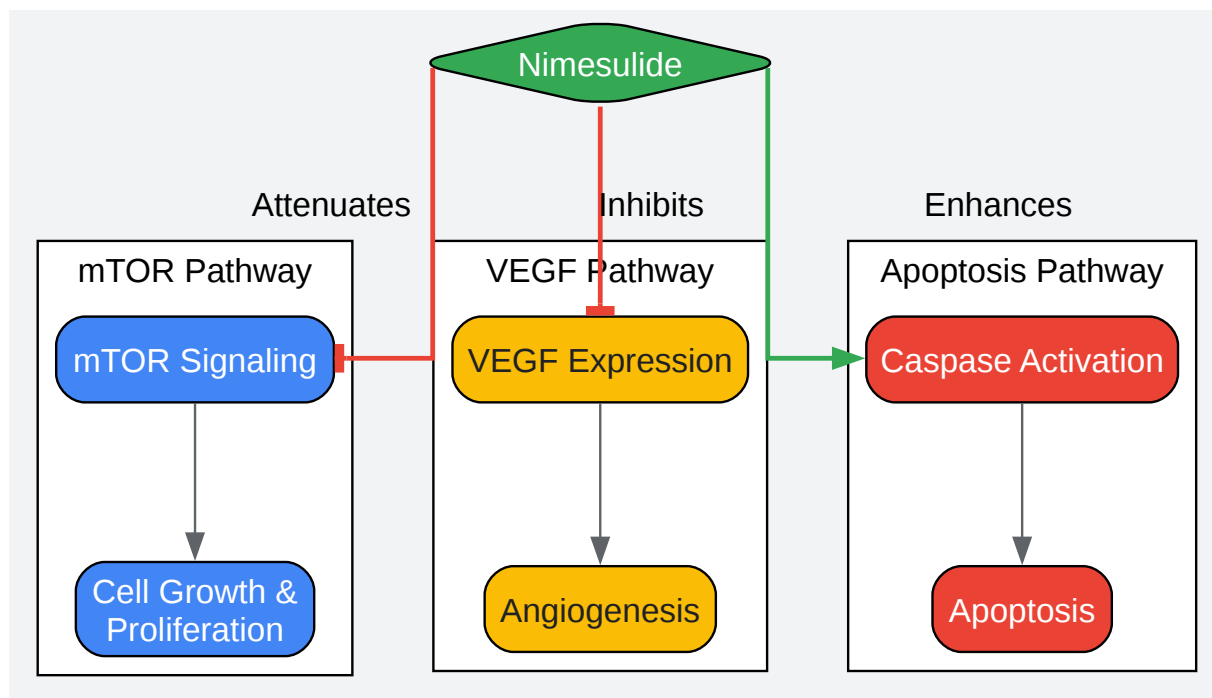 Nimesulide
Attenuates
Inhibits
Enhances
mTOR Pathway
VEGF Pathway
Apoptosis Pathway
mTOR Signaling
VEGF Expression
Caspase Activation
Cell Growth &
Proliferation
Angiogenesis
Apoptosis